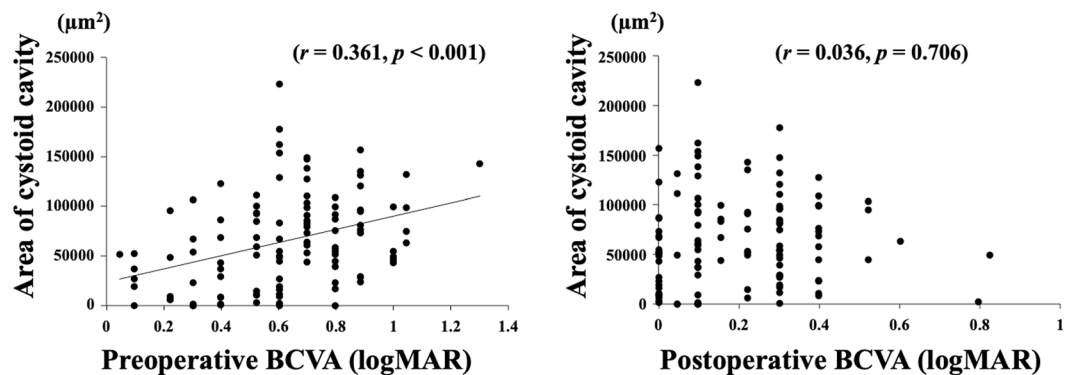 (μm²)
Area of cystoid cavity
(r = 0.361, p < 0.001)
250000
200000
150000
100000
50000
0
0 0.2 0.4 0.6 0.8 1 1.2 1.4
Preoperative BCVA (logMAR)
(μm²)
Area of cystoid cavity
(r = 0.036, p = 0.706)
250000
200000
150000
100000
50000
0
0 0.2 0.4 0.6 0.8 1
Postoperative BCVA (logMAR)